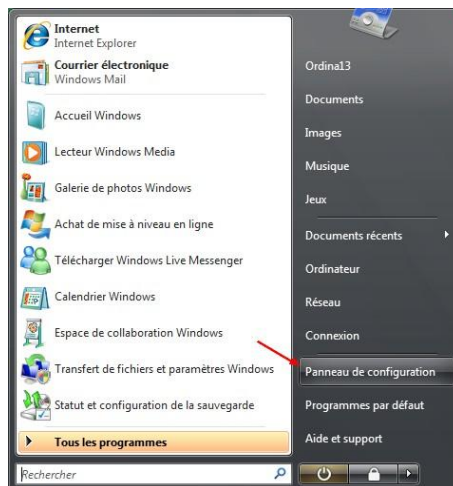 Internet
Internet Explorer
Courrier électronique
Windows Mail
Accueil Windows
Lecteur Windows Media
Galerie de photos Windows
Achat de mise à niveau en ligne
Télécharger Windows Live Messenger
Calendrier Windows
Espace de collaboration Windows
Transfert de fichiers et paramètres Windows
Statut et configuration de la sauvegarde
Tous les programmes
Rechercher
Ordina13
Documents
Images
Musique
Jeux
Documents récents
Ordinateur
Réseau
Connexion
Panneau de configuration
Programmes par défaut
Aide et support